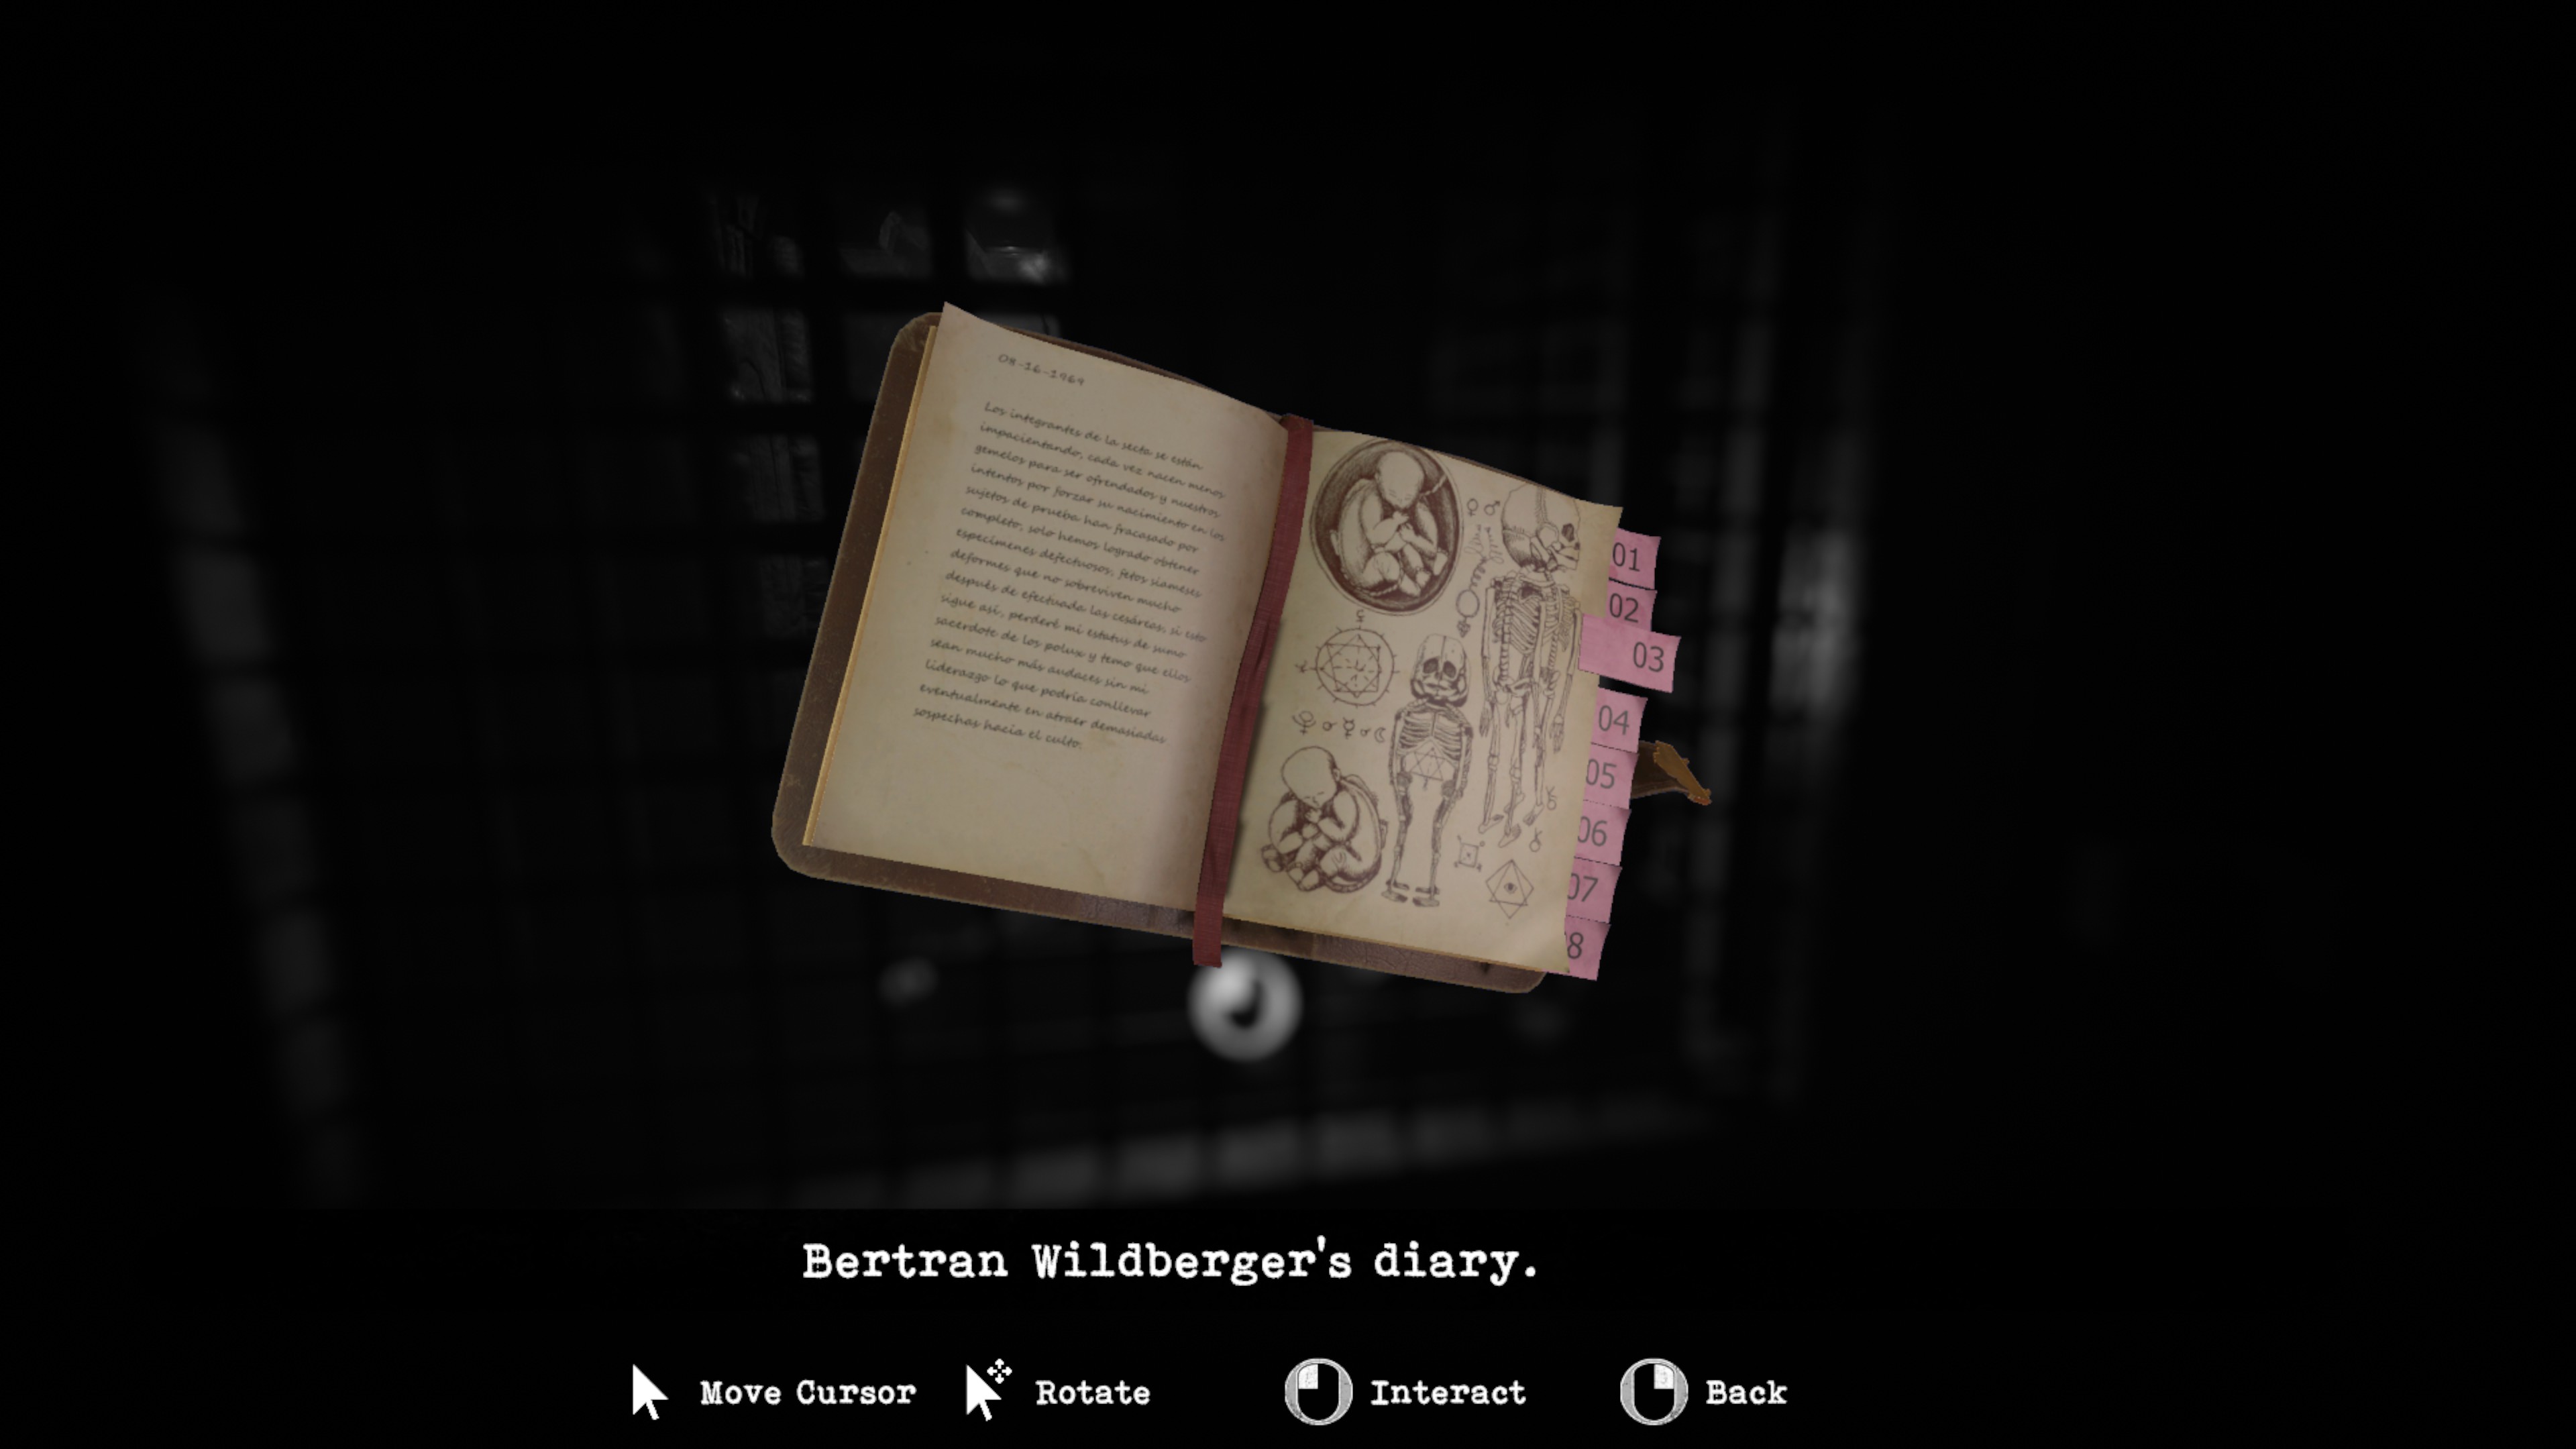 08-16-1969
Los integrantes de la secta se están
impacientando, cada vez nacen menos
gemelos para ser ofrendados y nuestros
intentos por forzar su nacimiento en los
sujetos de prueba han fracasado por
completo, solo hemos logrado obtener
especímenes defectuosos, fetos siameses
deformes que no sobreviven mucho
después de efectuada las cesáreas, si esto
sigue así, perderé mi estatus de sumo
sacerdote de los polux y temo que ellos
sean mucho más audaces sin mi
liderazgo lo que podría conllevar
eventualmente en atraer demasiadas
sospechas hacia el culto.
01
02
03
04
05
06
07
8
Bertran Wildberger's diary.
Move Cursor
Rotate
Interact
Back